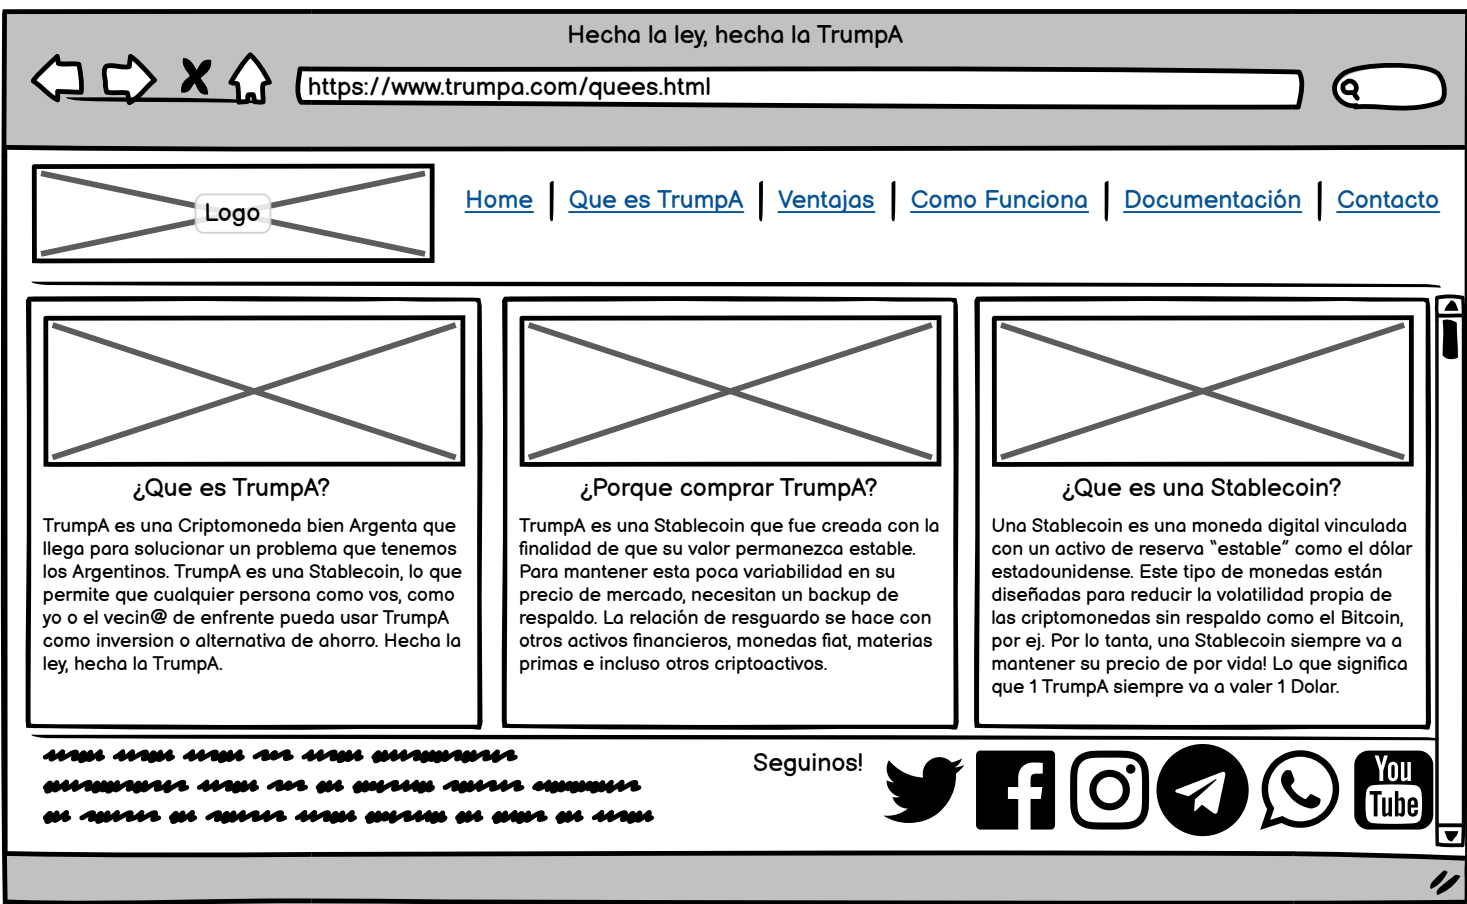 Hecha la ley, hecha la TrumpA
https://www.trumpa.com/quees.html
Logo
Home | Que es TrumpA | Ventajas | Como Funciona | Documentación | Contacto
¿Que es TrumpA?
TrumpA es una Criptomoneda bien Argenta que
llega para solucionar un problema que tenemos
los Argentinos. TrumpA es una Stablecoin, lo que
permite que cualquier persona como vos, como
yo o el vecin@ de enfrente pueda usar TrumpA
como inversion o alternativa de ahorro. Hecha la
ley, hecha la TrumpA.
¿Porque comprar TrumpA?
TrumpA es una Stablecoin que fue creada con la
finalidad de que su valor permanezca estable.
Para mantener esta poca variabilidad en su
precio de mercado, necesitan un backup de
respaldo. La relación de resguardo se hace con
otros activos financieros, monedas fiat, materias
primas e incluso otros criptoactivos.
¿Que es una Stablecoin?
Una Stablecoin es una moneda digital vinculada
con un activo de reserva “estable” como el dólar
estadounidense. Este tipo de monedas están
diseñadas para reducir la volatilidad propia de
las criptomonedas sin respaldo como el Bitcoin,
por ej. Por lo tanto, una Stablecoin siempre va a
mantener su precio de por vida! Lo que significa
que 1 TrumpA siempre va a valer 1 Dolar.
Seguinos!
You
Tube